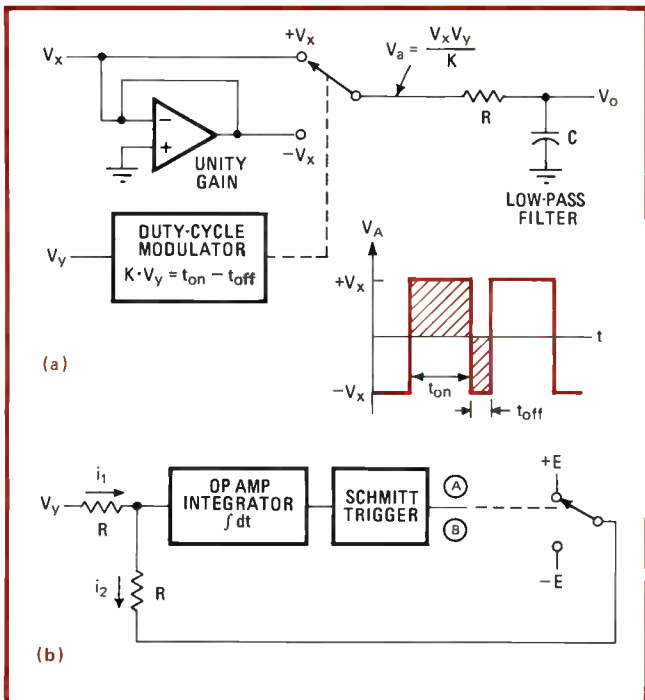 +Vx
Vx
Va = VxVy / K
Vo
R
C
−
+
UNITY
GAIN
−Vx
LOW-PASS
FILTER
Vy
DUTY-CYCLE
MODULATOR
K·Vy = ton − toff
VA
+Vx
t
−Vx
ton
toff
(a)
Vy
i1
R
OP AMP
INTEGRATOR
∫ dt
SCHMITT
TRIGGER
A
B
+E
−E
i2
R
(b)